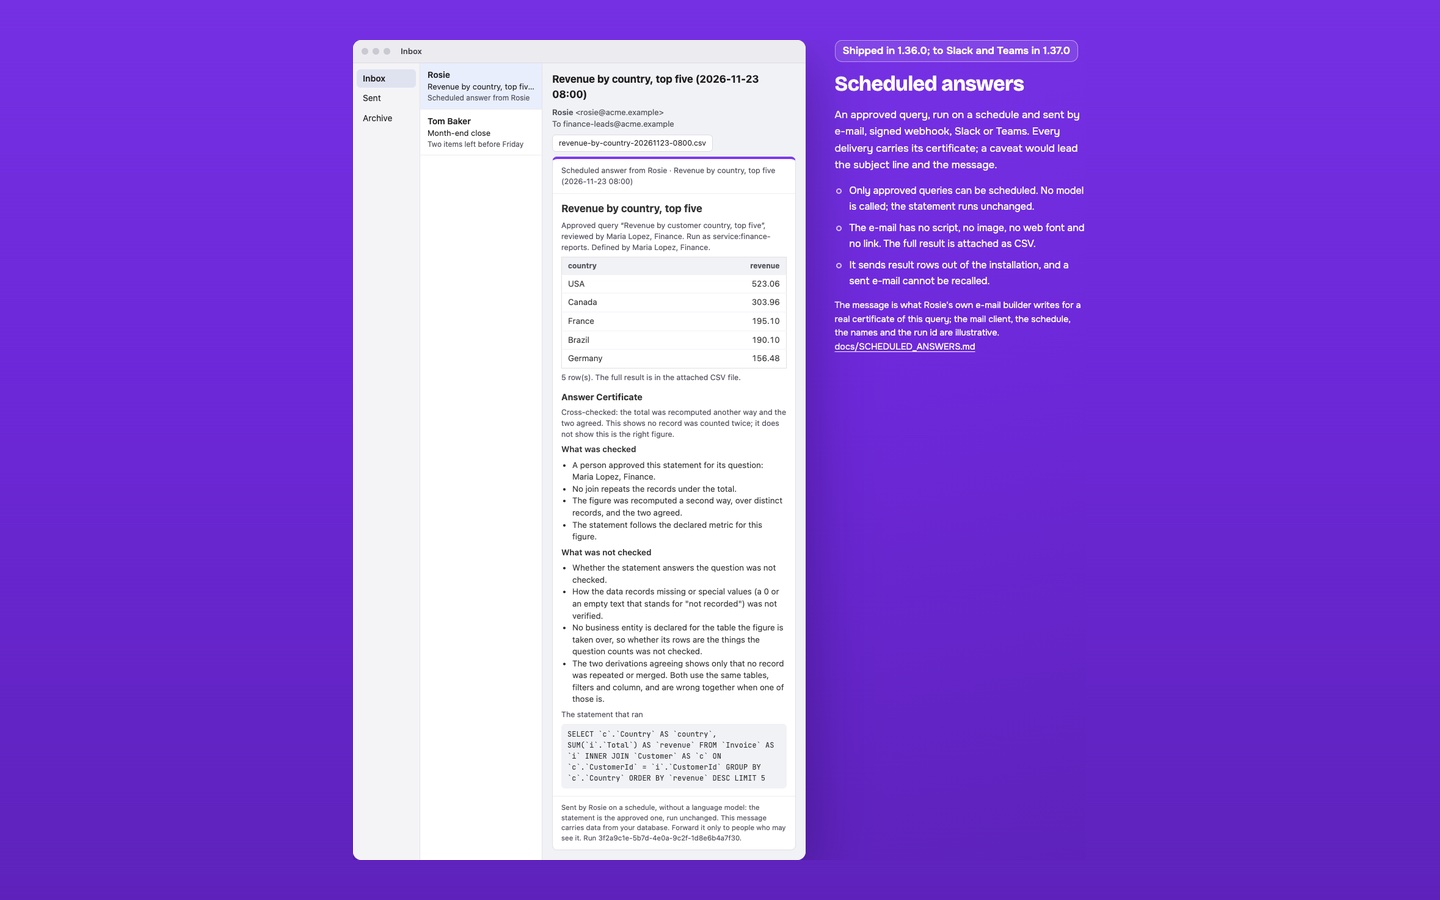 Inbox
Inbox
Sent
Archive
Rosie
Revenue by country, top fiv...
Scheduled answer from Rosie
Tom Baker
Month-end close
Two items left before Friday
Revenue by country, top five (2026-11-23
08:00)
Rosie <rosie@acme.example>
To finance-leads@acme.example
revenue-by-country-20261123-0800.csv
Scheduled answer from Rosie · Revenue by country, top five
(2026-11-23 08:00)
Revenue by country, top five
Approved query “Revenue by customer country, top five”,
reviewed by Maria Lopez, Finance. Run as service:finance-
reports. Defined by Maria Lopez, Finance.
country revenue
USA 523.06
Canada 303.96
France 195.10
Brazil 190.10
Germany 156.48
5 row(s). The full result is in the attached CSV file.
Answer Certificate
Cross-checked: the total was recomputed another way and the
two agreed. This shows no record was counted twice; it does
not show this is the right figure.
What was checked
• A person approved this statement for its question:
Maria Lopez, Finance.
• No join repeats the records under the total.
• The figure was recomputed a second way, over distinct
records, and the two agreed.
• The statement follows the declared metric for this
figure.
What was not checked
• Whether the statement answers the question was not
checked.
• How the data records missing or special values (a 0 or
an empty text that stands for "not recorded") was not
verified.
• No business entity is declared for the table the figure is
taken over, so whether its rows are the things the
question counts was not checked.
• The two derivations agreeing shows only that no record
was repeated or merged. Both use the same tables,
filters and column, and are wrong together when one of
those is.
The statement that ran
SELECT `c`.`Country` AS `country`,
SUM(`i`.`Total`) AS `revenue` FROM `Invoice` AS
`i` INNER JOIN `Customer` AS `c` ON
`c`.`CustomerId` = `i`.`CustomerId` GROUP BY
`c`.`Country` ORDER BY `revenue` DESC LIMIT 5
Sent by Rosie on a schedule, without a language model: the
statement is the approved one, run unchanged. This message
carries data from your database. Forward it only to people who may
see it. Run 3f2a9c1e-5b7d-4e0a-9c2f-1d8e6b4a7f30.
Shipped in 1.36.0; to Slack and Teams in 1.37.0
Scheduled answers
An approved query, run on a schedule and sent by
e-mail, signed webhook, Slack or Teams. Every
delivery carries its certificate; a caveat would lead
the subject line and the message.
Only approved queries can be scheduled. No model
is called; the statement runs unchanged.
The e-mail has no script, no image, no web font and
no link. The full result is attached as CSV.
It sends result rows out of the installation, and a
sent e-mail cannot be recalled.
The message is what Rosie's own e-mail builder writes for a
real certificate of this query; the mail client, the schedule,
the names and the run id are illustrative.
docs/SCHEDULED_ANSWERS.md